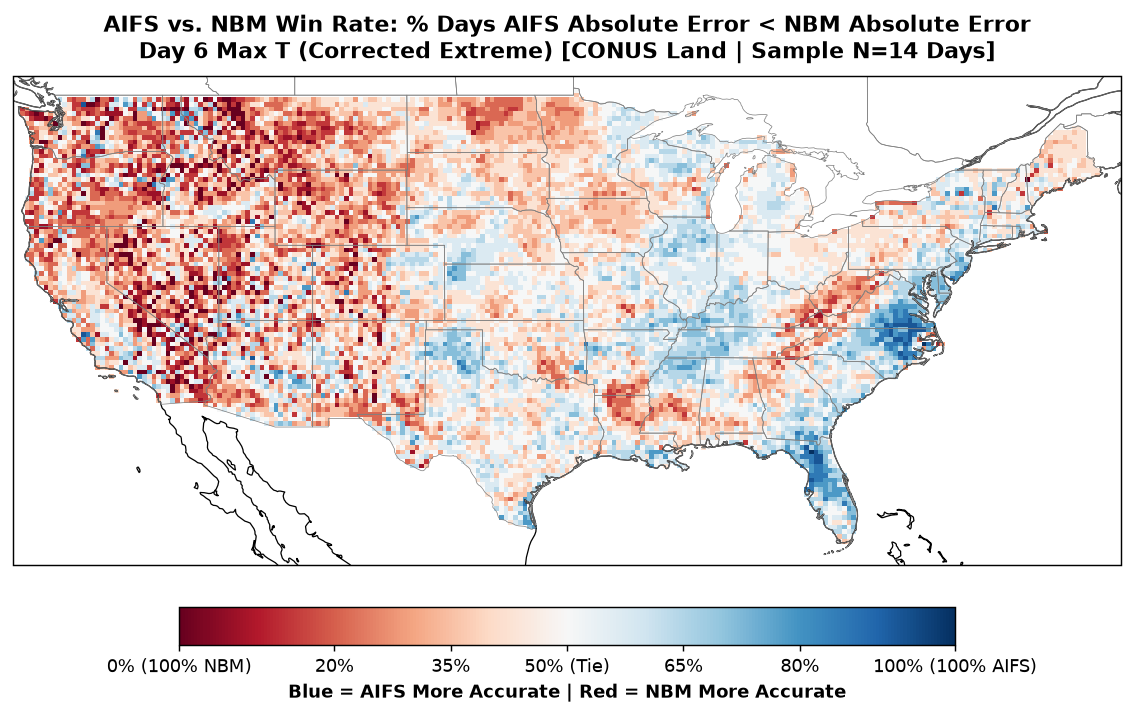 AIFS vs. NBM Win Rate: % Days AIFS Absolute Error < NBM Absolute Error
Day 6 Max T (Corrected Extreme) [CONUS Land | Sample N=14 Days]
0% (100% NBM) 20% 35% 50% (Tie) 65% 80% 100% (100% AIFS)
Blue = AIFS More Accurate | Red = NBM More Accurate